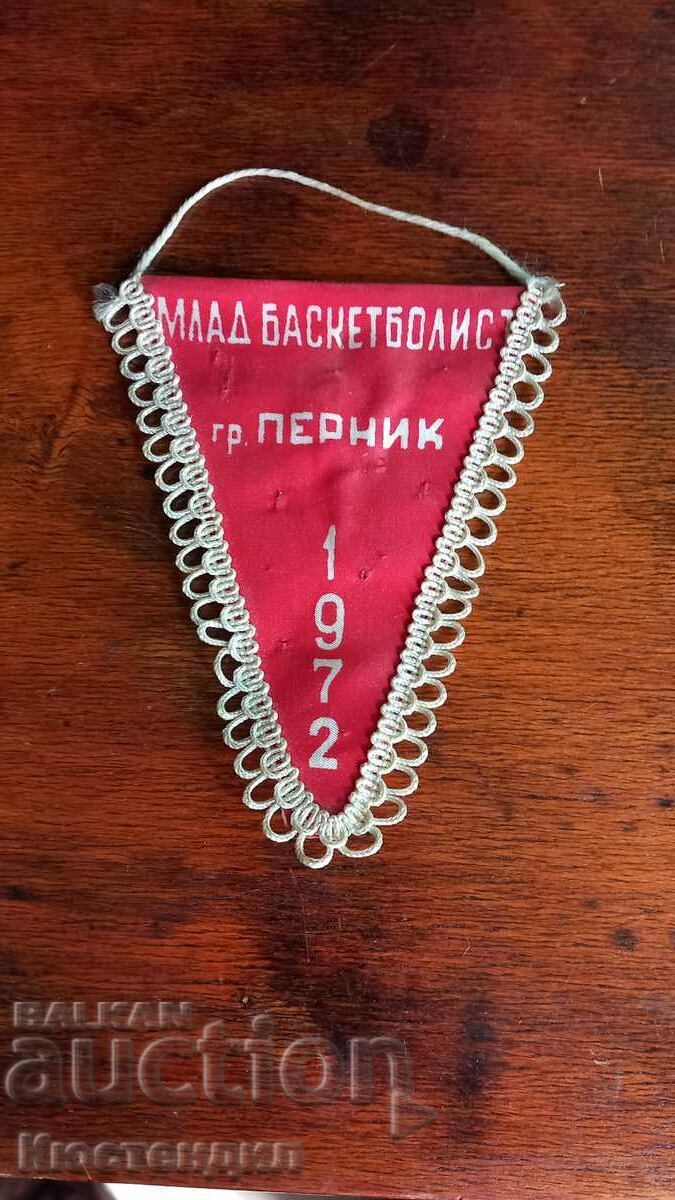 МЛАД БАСКЕТБОЛИСТ
гр. ПЕРНИК
1
9
7
2
BALKAN
auction
Кюстендил